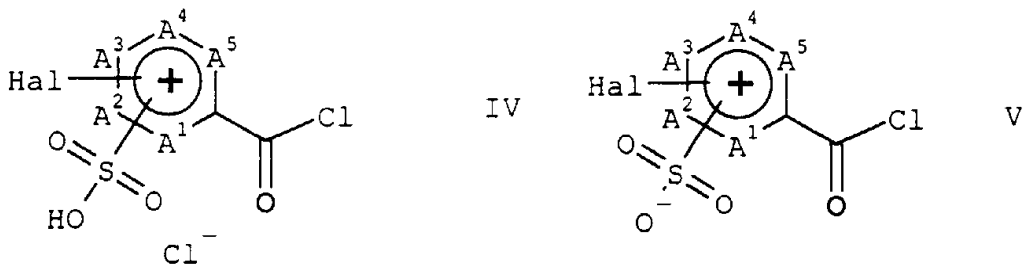 A⁴ A⁴
A³ A⁵ A³ A⁵
Hal + Hal +
A² Cl IV A² Cl V
A¹ A¹
O O
S S
O O O O
HO O⁻
Cl⁻